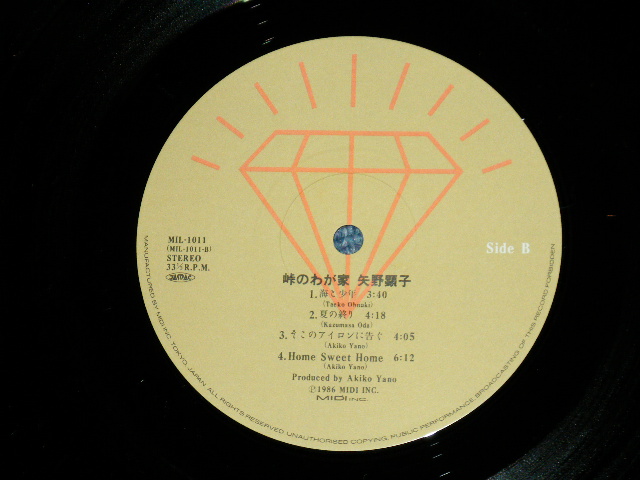 MIL-1011
(MIL-1011-B)
STEREO
33⅓R.P.M.
Side B
峠のわが家 矢野顕子
1.海と少年 3:40
(Taeko Ohnuki)
2.夏の終り 4:18
(Kazumasa Oda)
3.そこのアイロンに告ぐ 4:05
(Akiko Yano)
4.Home Sweet Home 6:12
(Akiko Yano)
Produced by Akiko Yano
Ⓟ1986 MIDI INC.
MIDI INC.
MANUFACTURED BY MIDI INC. TOKYO, JAPAN. ALL RIGHTS RESERVED. UNAUTHORISED COPYING, PUBLIC PERFORMANCE BROADCASTING OF THIS RECORD FORBIDDEN